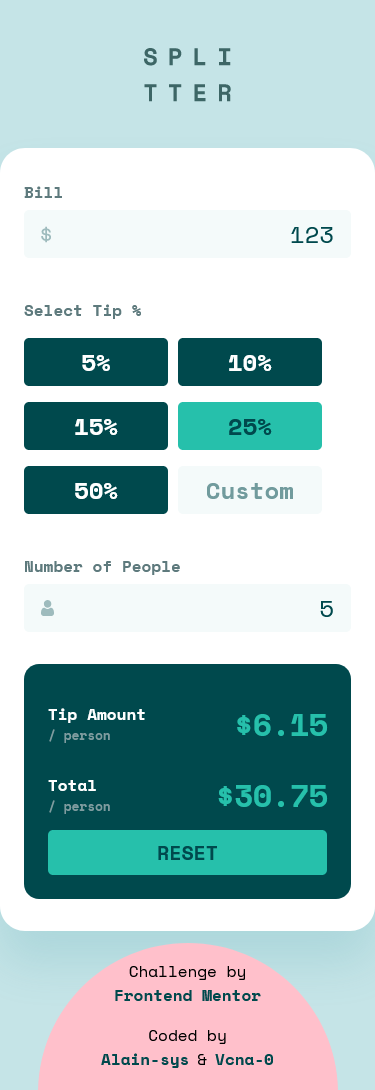 SPLI
TTER
Bill
$ 123
Select Tip %
5% 10%
15% 25%
50% Custom
Number of People
5
Tip Amount
/ person
$6.15
Total
/ person
$30.75
RESET
Challenge by
Frontend Mentor
Coded by
Alain-sys & Vcna-0